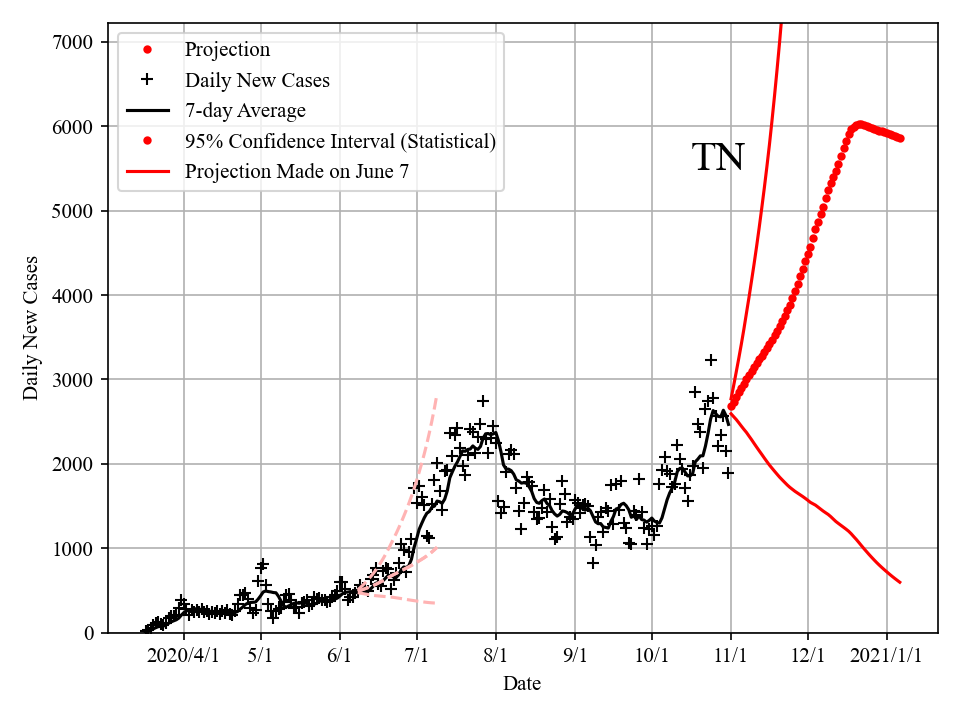 7000
6000
5000
4000
3000
2000
1000
0
Daily New Cases
Projection
Daily New Cases
7-day Average
95% Confidence Interval (Statistical)
Projection Made on June 7
TN
2020/4/1 5/1 6/1 7/1 8/1 9/1 10/1 11/1 12/1 2021/1/1
Date